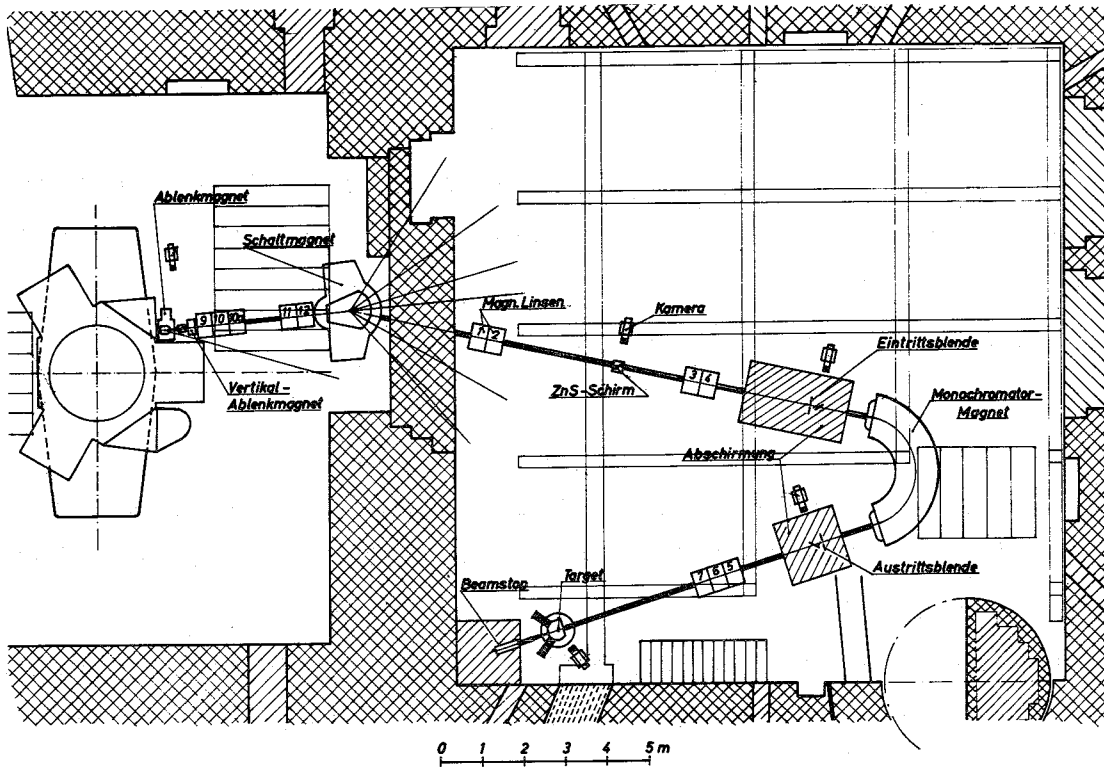 Ablenkmagnet
Schaltmagnet
9 10 10a
11 12
Vertikal-
Ablenkmagnet
Magn. Linsen
1 2
Kamera
ZnS-Schirm
3 4
Eintrittsblende
Monochromator-
Magnet
Abschirmung
Austrittsblende
7 6 5
Target
Beamstop
0 1 2 3 4 5 m